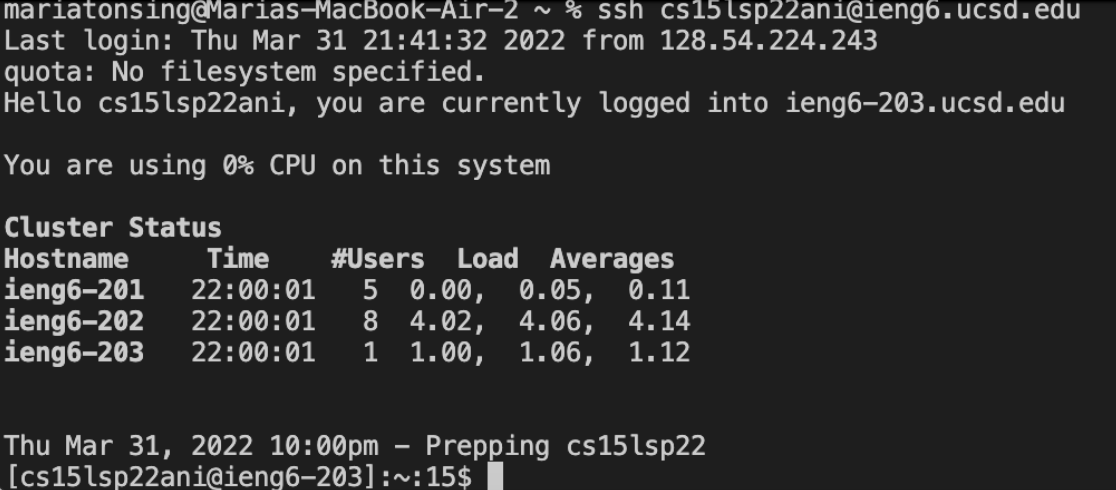 mariatonsing@Marias-MacBook-Air-2 ~ % ssh cs15lsp22ani@ieng6.ucsd.edu
Last login: Thu Mar 31 21:41:32 2022 from 128.54.224.243
quota: No filesystem specified.
Hello cs15lsp22ani, you are currently logged into ieng6-203.ucsd.edu
You are using 0% CPU on this system
Cluster Status
Hostname     Time    #Users  Load  Averages
ieng6-201   22:00:01   5  0.00,  0.05,  0.11
ieng6-202   22:00:01   8  4.02,  4.06,  4.14
ieng6-203   22:00:01   1  1.00,  1.06,  1.12
Thu Mar 31, 2022 10:00pm - Prepping cs15lsp22
[cs15lsp22ani@ieng6-203]:~:15$